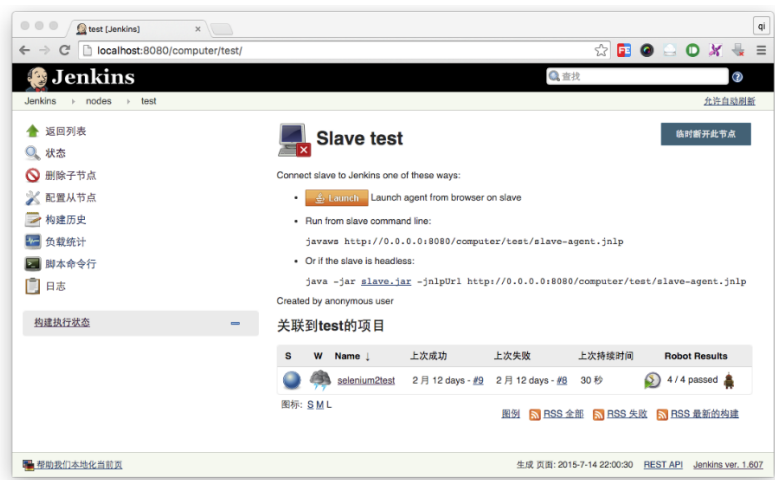 test [Jenkins]
qi
localhost:8080/computer/test/
Jenkins
查找
Jenkins nodes test
允许自动刷新
返回列表
状态
删除子节点
配置从节点
构建历史
负载统计
脚本命令行
日志
构建执行状态
Slave test
临时断开此节点
Connect slave to Jenkins one of these ways:
Launch Launch agent from browser on slave
Run from slave command line:
javaws http://0.0.0.0:8080/computer/test/slave-agent.jnlp
Or if the slave is headless:
java -jar slave.jar -jnlpUrl http://0.0.0.0:8080/computer/test/slave-agent.jnlp
Created by anonymous user
关联到test的项目
S W Name ↓ 上次成功 上次失败 上次持续时间 Robot Results
selenium2test 2 月 12 days - #9 2 月 12 days - #8 30 秒 4 / 4 passed
图标: S M L
图例 RSS 全部 RSS 失败 RSS 最新的构建
帮助我们本地化当前页
生成 页面: 2015-7-14 22:00:30 REST API Jenkins ver. 1.607